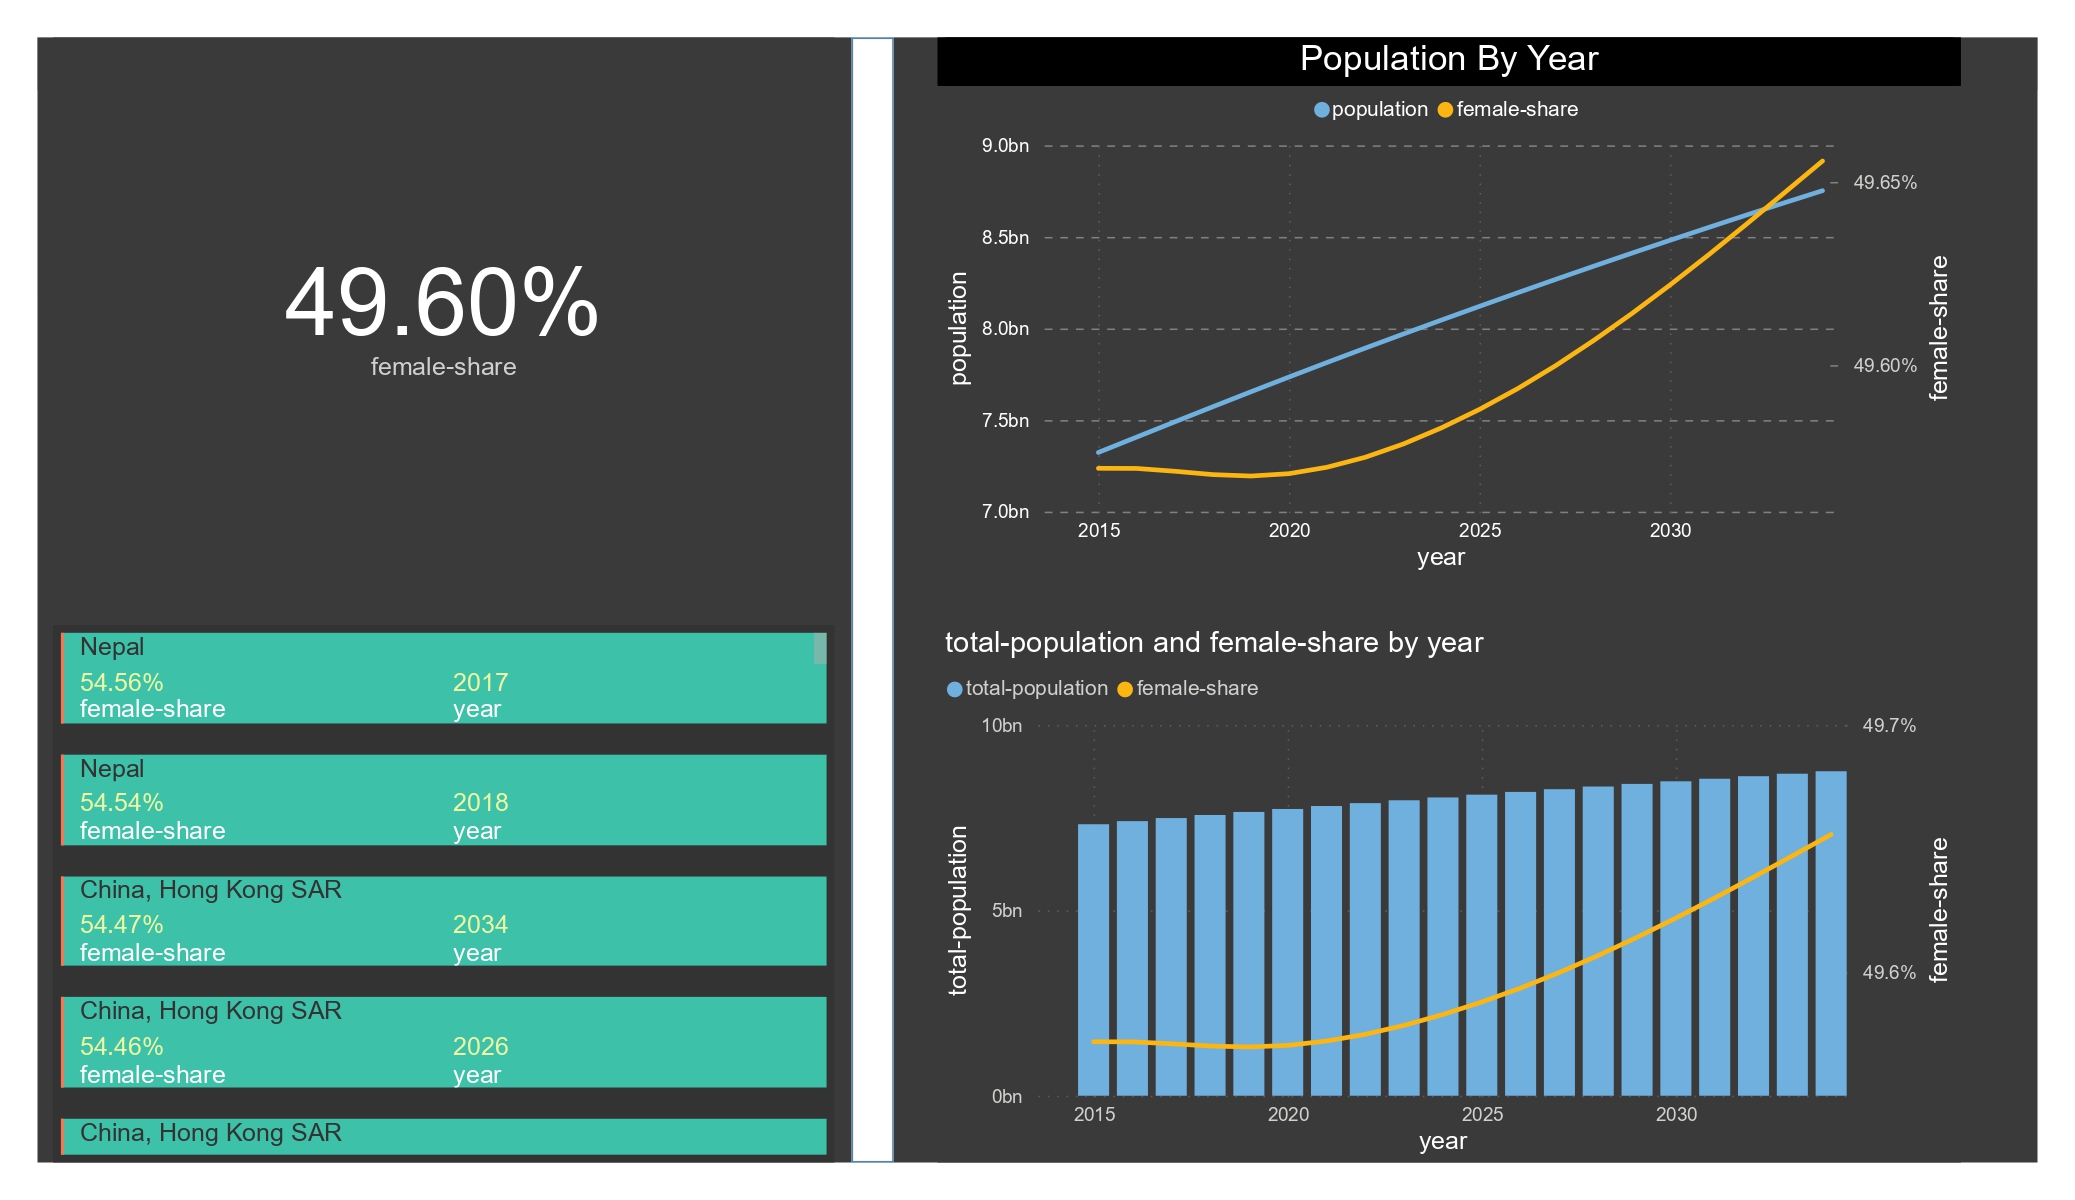 49.60%
female-share
Nepal
54.56% 2017
female-share year
Nepal
54.54% 2018
female-share year
China, Hong Kong SAR
54.47% 2034
female-share year
China, Hong Kong SAR
54.46% 2026
female-share year
China, Hong Kong SAR
Population By Year
population female-share
9.0bn
8.5bn
8.0bn
7.5bn
7.0bn
population
49.65%
49.60%
female-share
2015 2020 2025 2030
year
total-population and female-share by year
total-population female-share
10bn
5bn
0bn
total-population
49.7%
49.6%
female-share
2015 2020 2025 2030
year